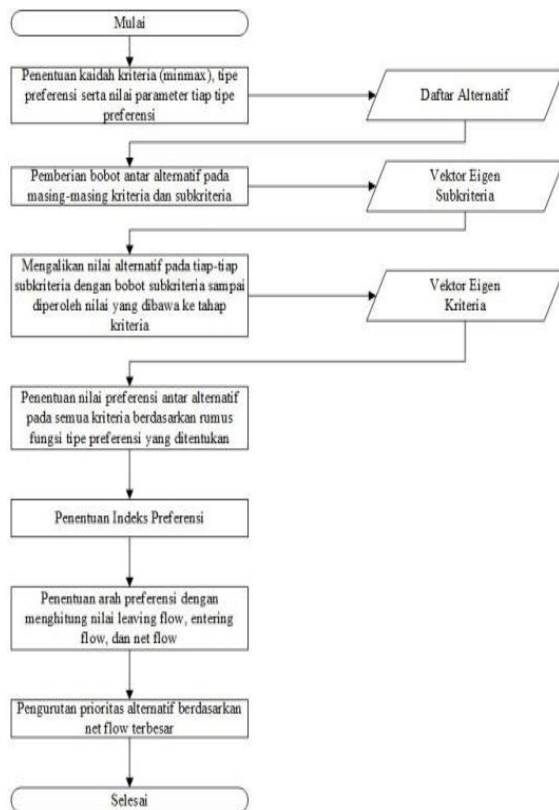 Mulai
Penentuan kaidah kriteria (minmax), tipe
preferensi serta nilai parameter tiap tipe
preferensi
Daftar Alternatif
Pemberian bobot antar alternatif pada
masing-masing kriteria dan subkriteria
Vektor Eigen
Subkriteria
Mengalikan nilai alternatif pada tiap-tiap
subkriteria dengan bobot subkriteria sampai
diperoleh nilai yang dibawa ke tahap
kriteria
Vektor Eigen
Kriteria
Penentuan nilai preferensi antar alternatif
pada semua kriteria berdasarkan rumus
fungsi tipe preferensi yang ditentukan
Penentuan Indeks Preferensi
Penentuan arah preferensi dengan
menghitung nilai leaving flow, entering
flow, dan net flow
Pengurutan prioritas alternatif berdasarkan
net flow terbesar
Selesai